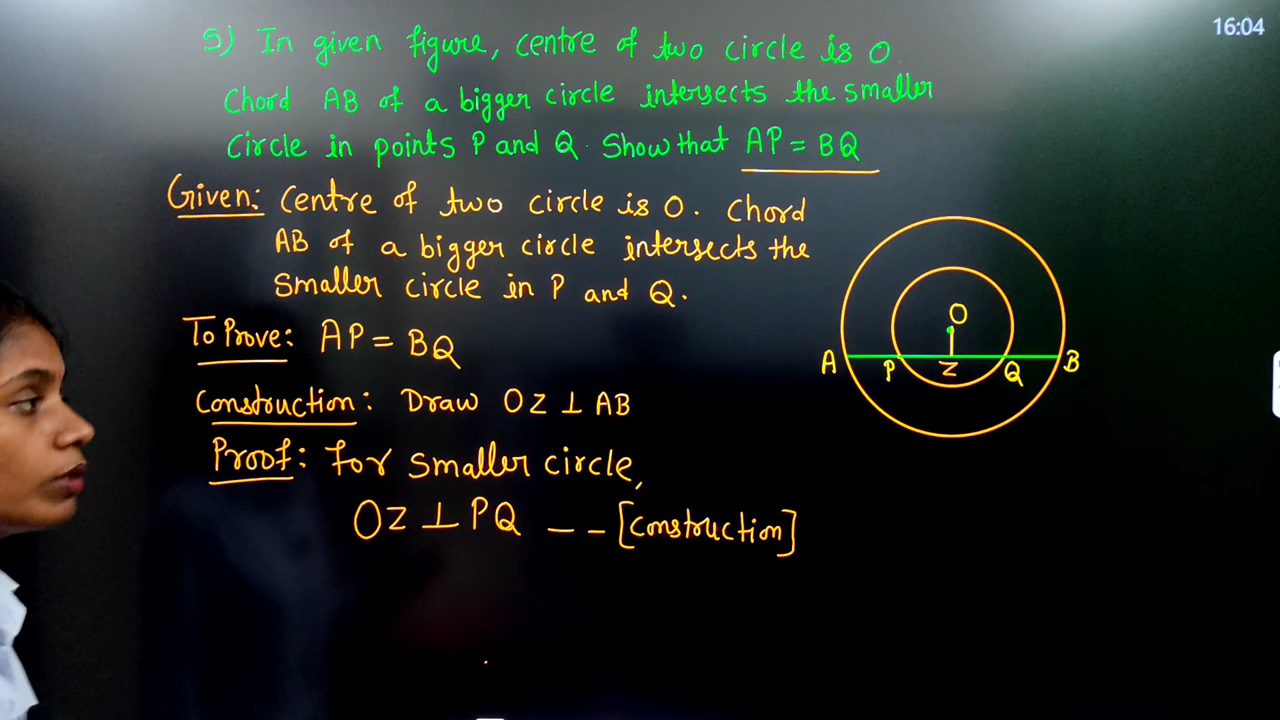 16:04
5) In given figure, centre of two circle is O.
Chord AB of a bigger circle intersects the smaller
Circle in points P and Q. Show that AP = BQ
Given: Centre of two circle is O. Chord
AB of a bigger circle intersects the
smaller circle in P and Q.
To Prove: AP = BQ
Construction: Draw OZ ⊥ AB
Proof: For smaller circle,
OZ ⊥ PQ -- [construction]
O
A P Z Q B